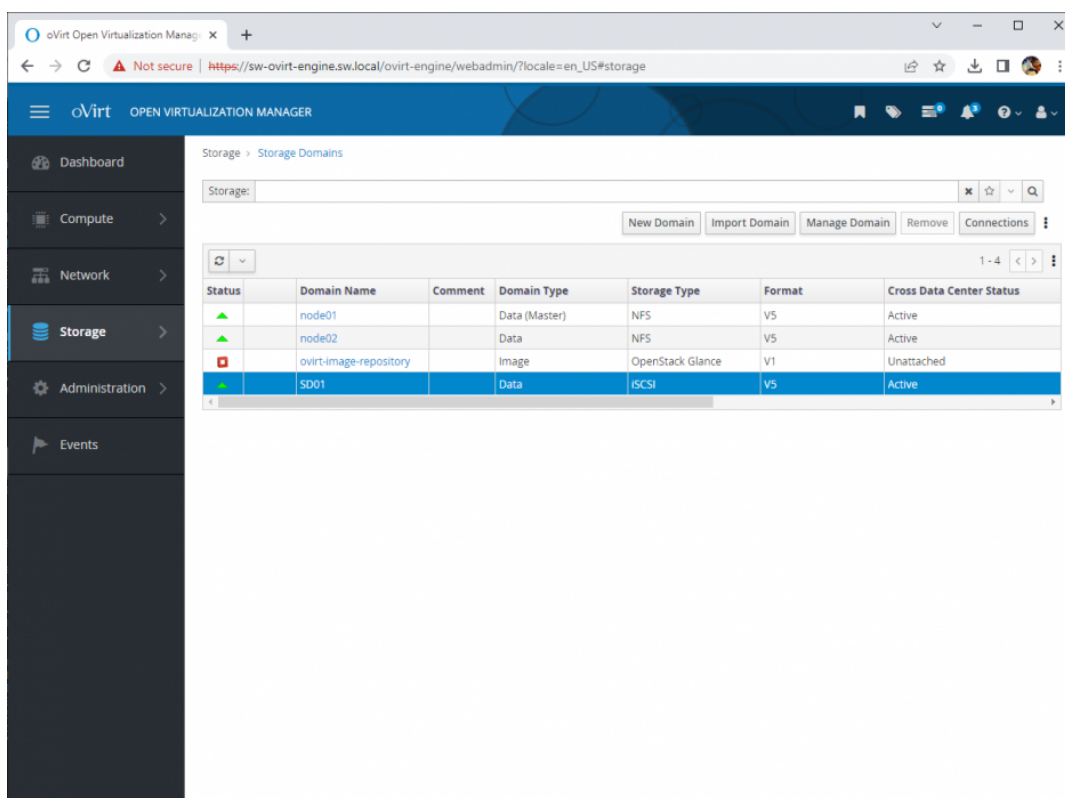 oVirt Open Virtualization Manag
Not secure | https://sw-ovirt-engine.sw.local/ovirt-engine/webadmin/?locale=en_US#storage
oVirt OPEN VIRTUALIZATION MANAGER
0 3
Dashboard
Compute
Network
Storage
Administration
Events
Storage > Storage Domains
Storage:
New Domain Import Domain Manage Domain Remove Connections
1 - 4
Status Domain Name Comment Domain Type Storage Type Format Cross Data Center Status
node01 Data (Master) NFS V5 Active
node02 Data NFS V5 Active
ovirt-image-repository Image OpenStack Glance V1 Unattached
SD01 Data iSCSI V5 Active